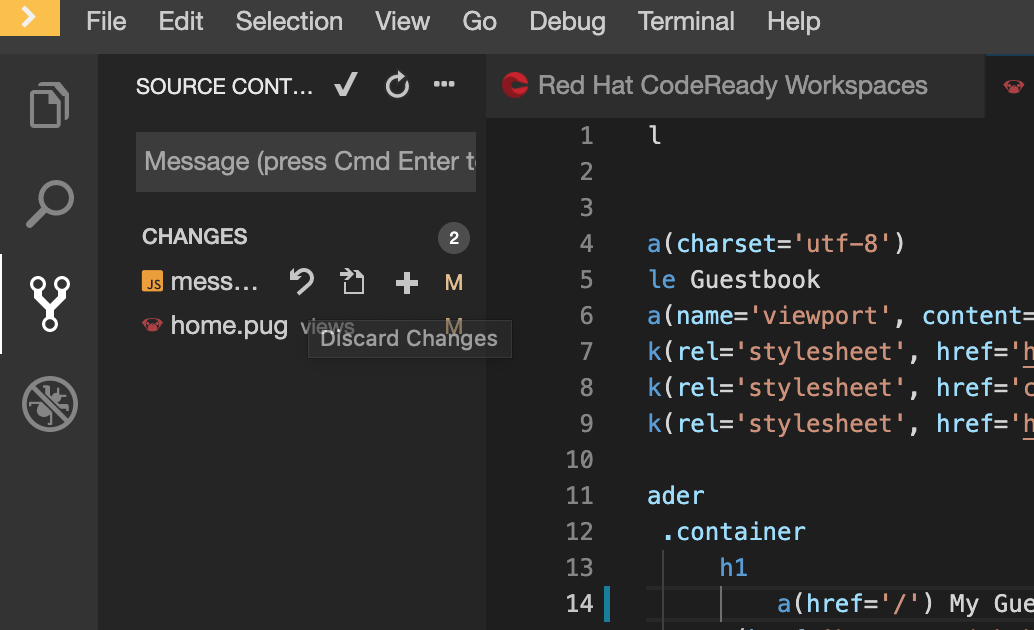 File Edit Selection View Go Debug Terminal Help
SOURCE CONT...
Red Hat CodeReady Workspaces
Message (press Cmd Enter to
CHANGES 2
JS mess... M
home.pug views M
Discard Changes
1 l
2
3
4 a(charset='utf-8')
5 le Guestbook
6 a(name='viewport', content=
7 k(rel='stylesheet', href='h
8 k(rel='stylesheet', href='c
9 k(rel='stylesheet', href='h
10
11 ader
12 .container
13 h1
14 a(href='/') My Gue